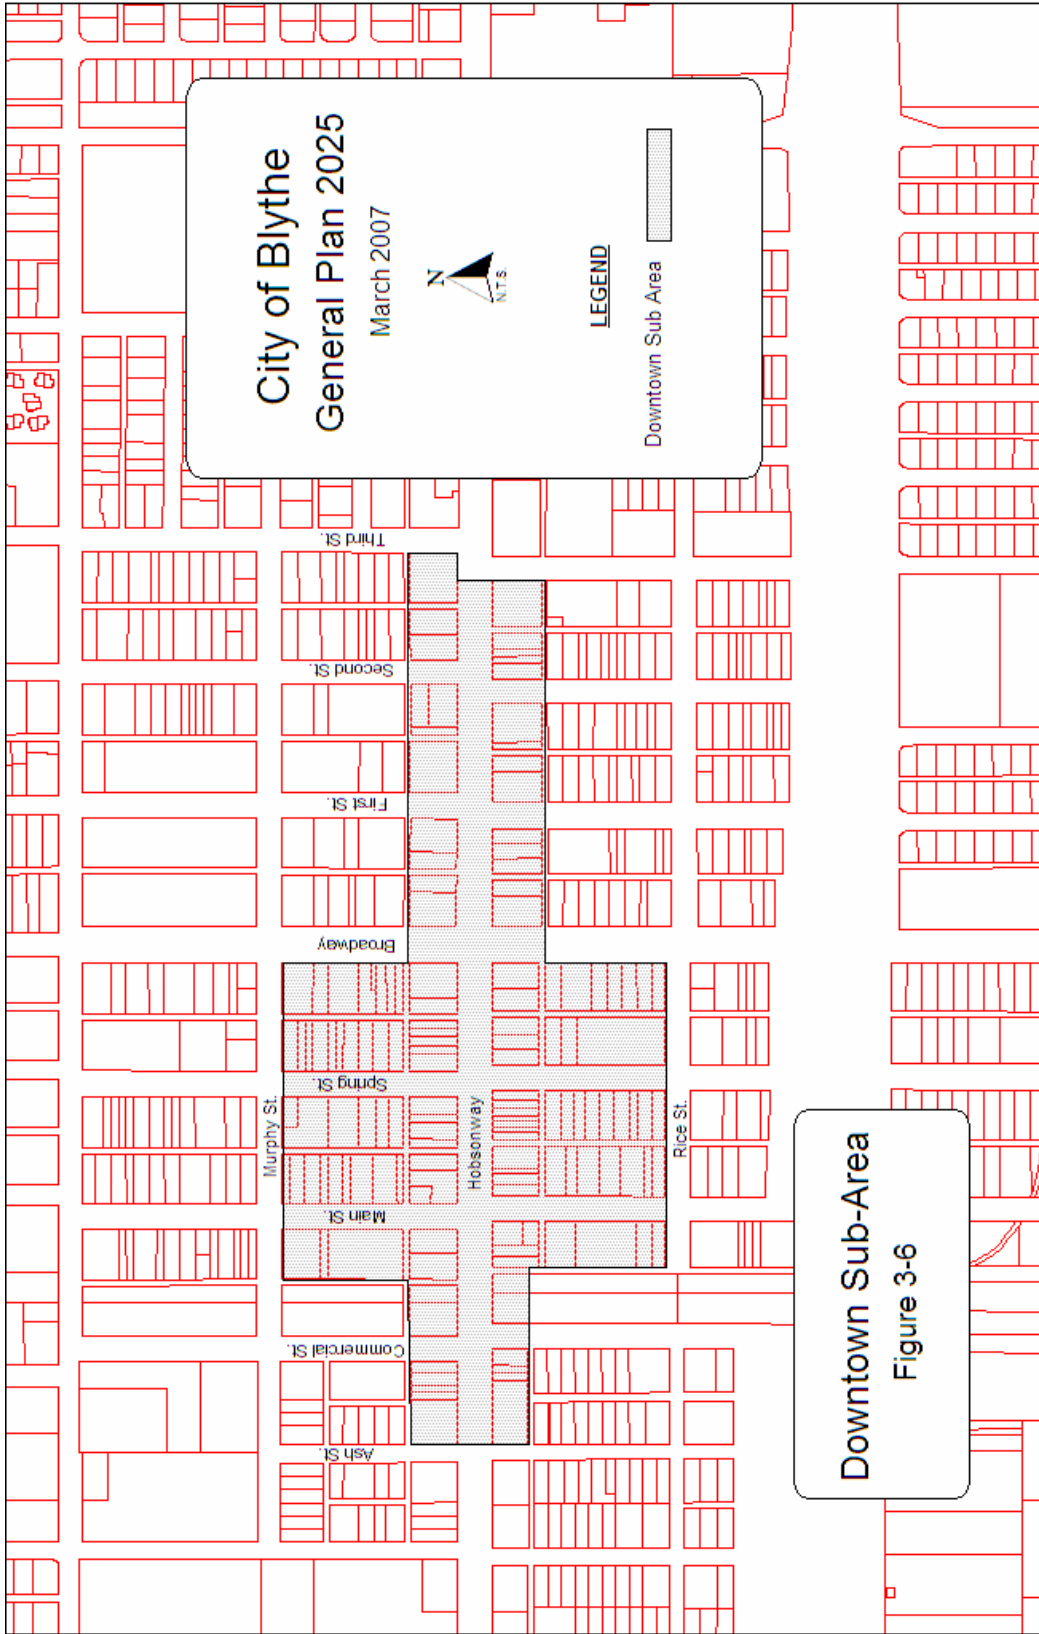 City of Blythe
General Plan 2025
March 2007
N
N.T.S.
LEGEND
Downtown Sub Area
Third St.
Second St.
First St.
Broadway
Spring St.
Murphy St.
Hobsonway
Rice St.
Main St.
Commercial St.
Ash St.
Downtown Sub-Area
Figure 3-6